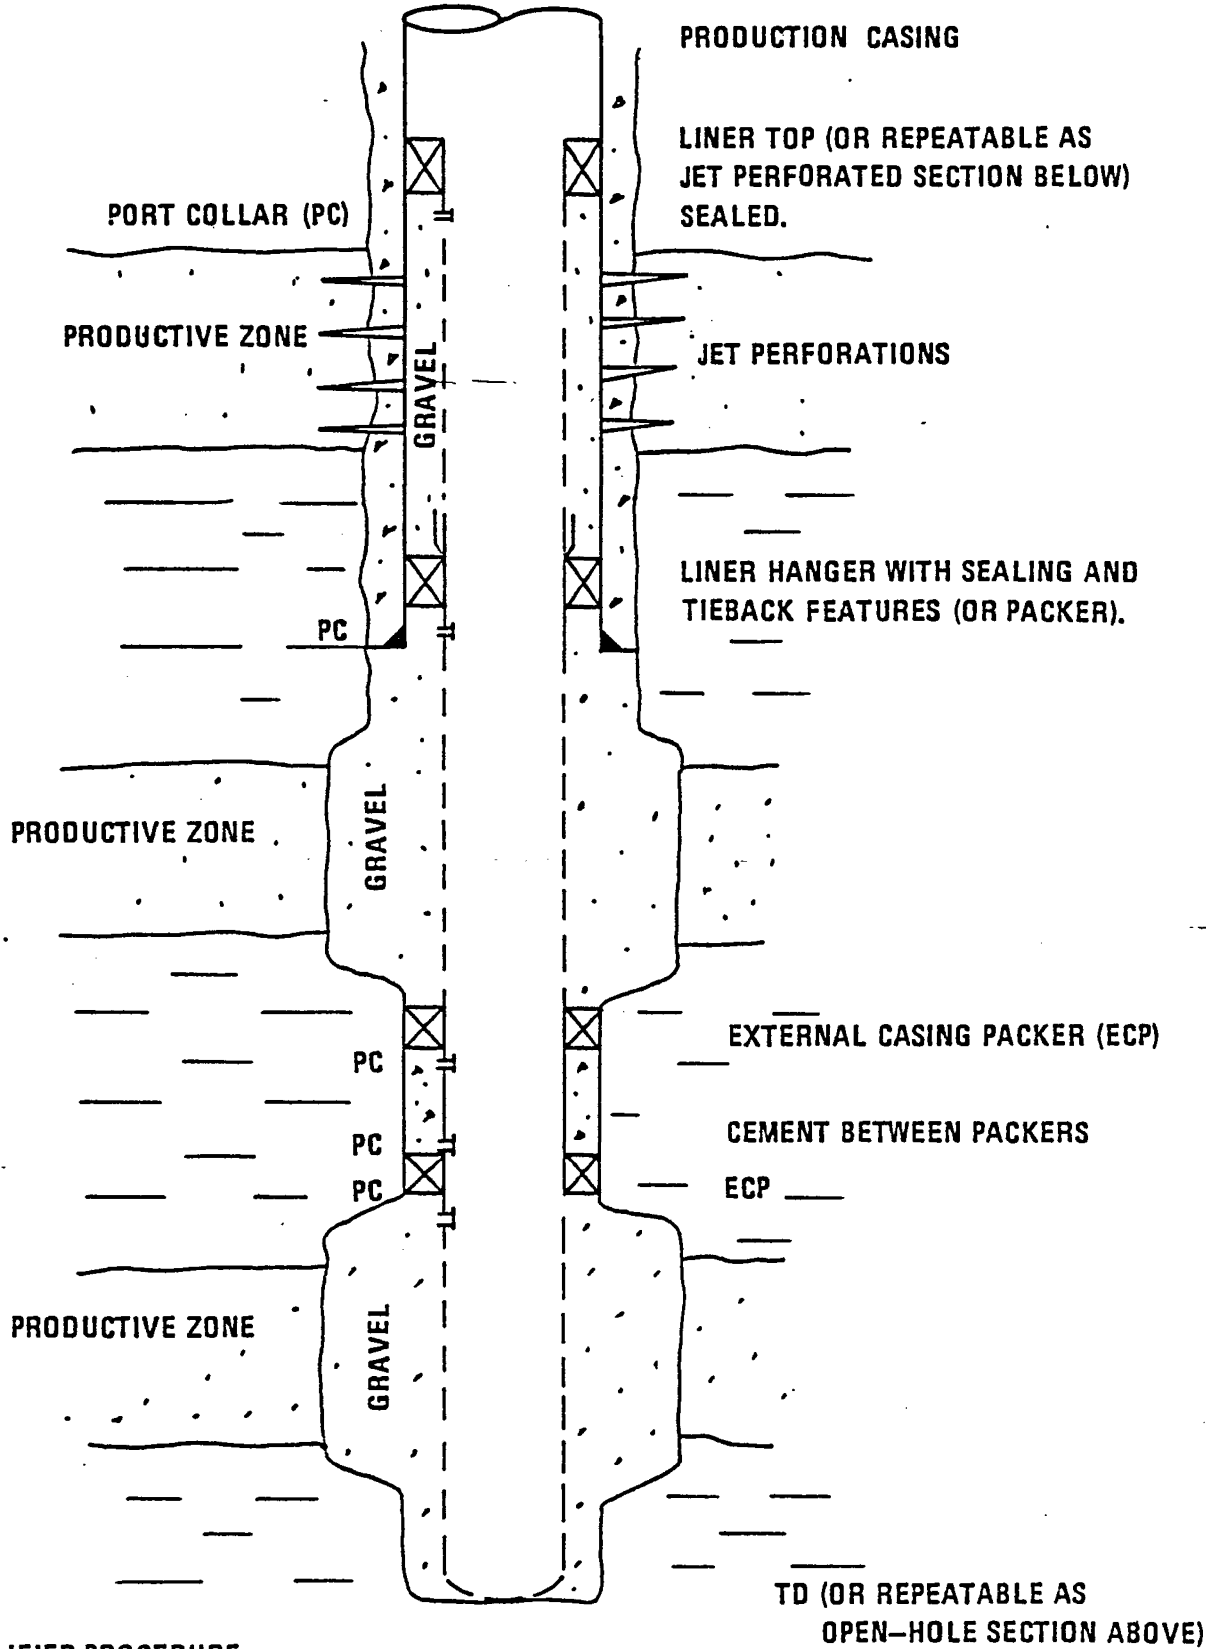 PRODUCTION CASING
LINER TOP (OR REPEATABLE AS
JET PERFORATED SECTION BELOW)
SEALED.
PORT COLLAR (PC)
PRODUCTIVE ZONE
JET PERFORATIONS
GRAVEL
LINER HANGER WITH SEALING AND
TIEBACK FEATURES (OR PACKER).
PC
PRODUCTIVE ZONE
GRAVEL
EXTERNAL CASING PACKER (ECP)
PC
CEMENT BETWEEN PACKERS
PC
PC
ECP
PRODUCTIVE ZONE
GRAVEL
TD (OR REPEATABLE AS
OPEN-HOLE SECTION ABOVE)
PROCEDURE